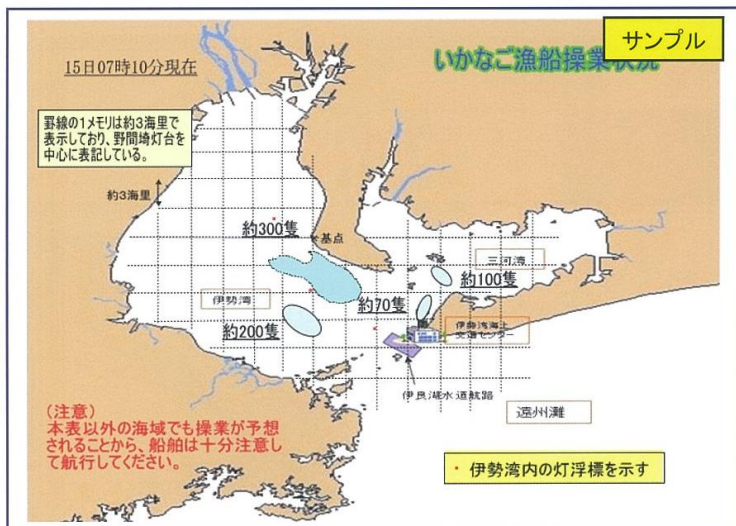 サンプル
15日07時10分現在
いかなご漁船操業状況
罫線の1メモリは約3海里で
表示しており、野間埼灯台を
中心に表記している。
約3海里
約300隻
基点
三河湾
約100隻
伊勢湾
約70隻
約200隻
伊勢湾海上
交通センター
伊良湖水道航路
遠州灘
(注意)
本表以外の海域でも操業が予想
されることから、船舶は十分注意し
て航行してください。
・ 伊勢湾内の灯浮標を示す